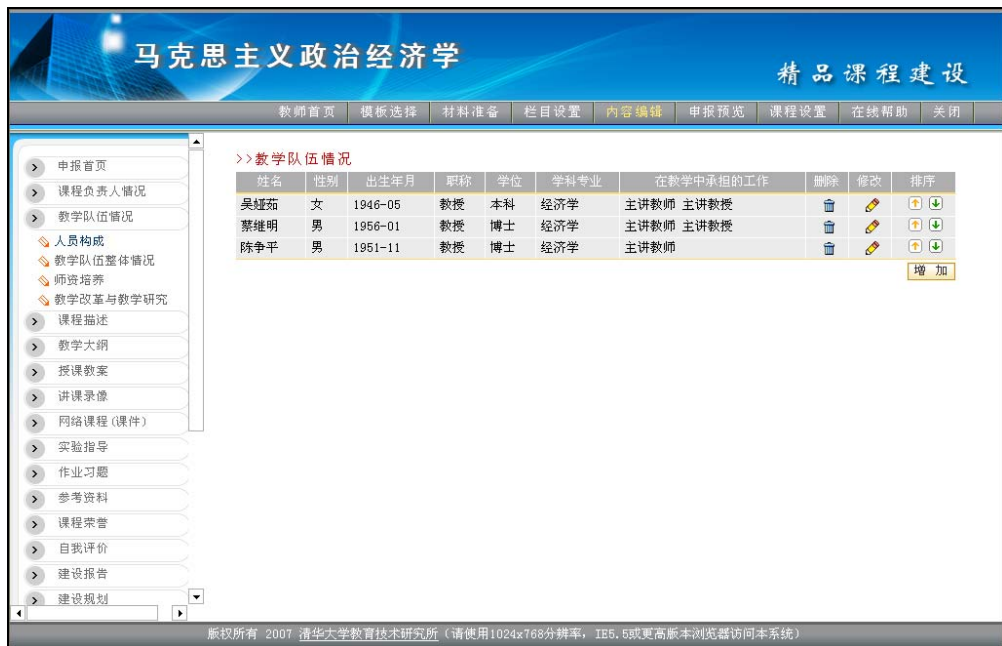 马克思主义政治经济学
精品课程建设
教师首页 模板选择 材料准备 栏目设置 内容编辑 申报预览 课程设置 在线帮助 关闭
申报首页
课程负责人情况
教学队伍情况
人员构成
教学队伍整体情况
师资培养
教学改革与教学研究
课程描述
教学大纲
授课教案
讲课录像
网络课程(课件)
实验指导
作业习题
参考资料
课程荣誉
自我评价
建设报告
建设规划
>>教学队伍情况
姓名 性别 出生年月 职称 学位 学科专业 在教学中承担的工作 删除 修改 排序
吴娅茹 女 1946-05 教授 本科 经济学 主讲教师 主讲教授
蔡继明 男 1956-01 教授 博士 经济学 主讲教师 主讲教授
陈争平 男 1951-11 教授 博士 经济学 主讲教师
增 加
版权所有 2007 清华大学教育技术研究所（请使用1024x768分辨率，IE5.5或更高版本浏览器访问本系统）